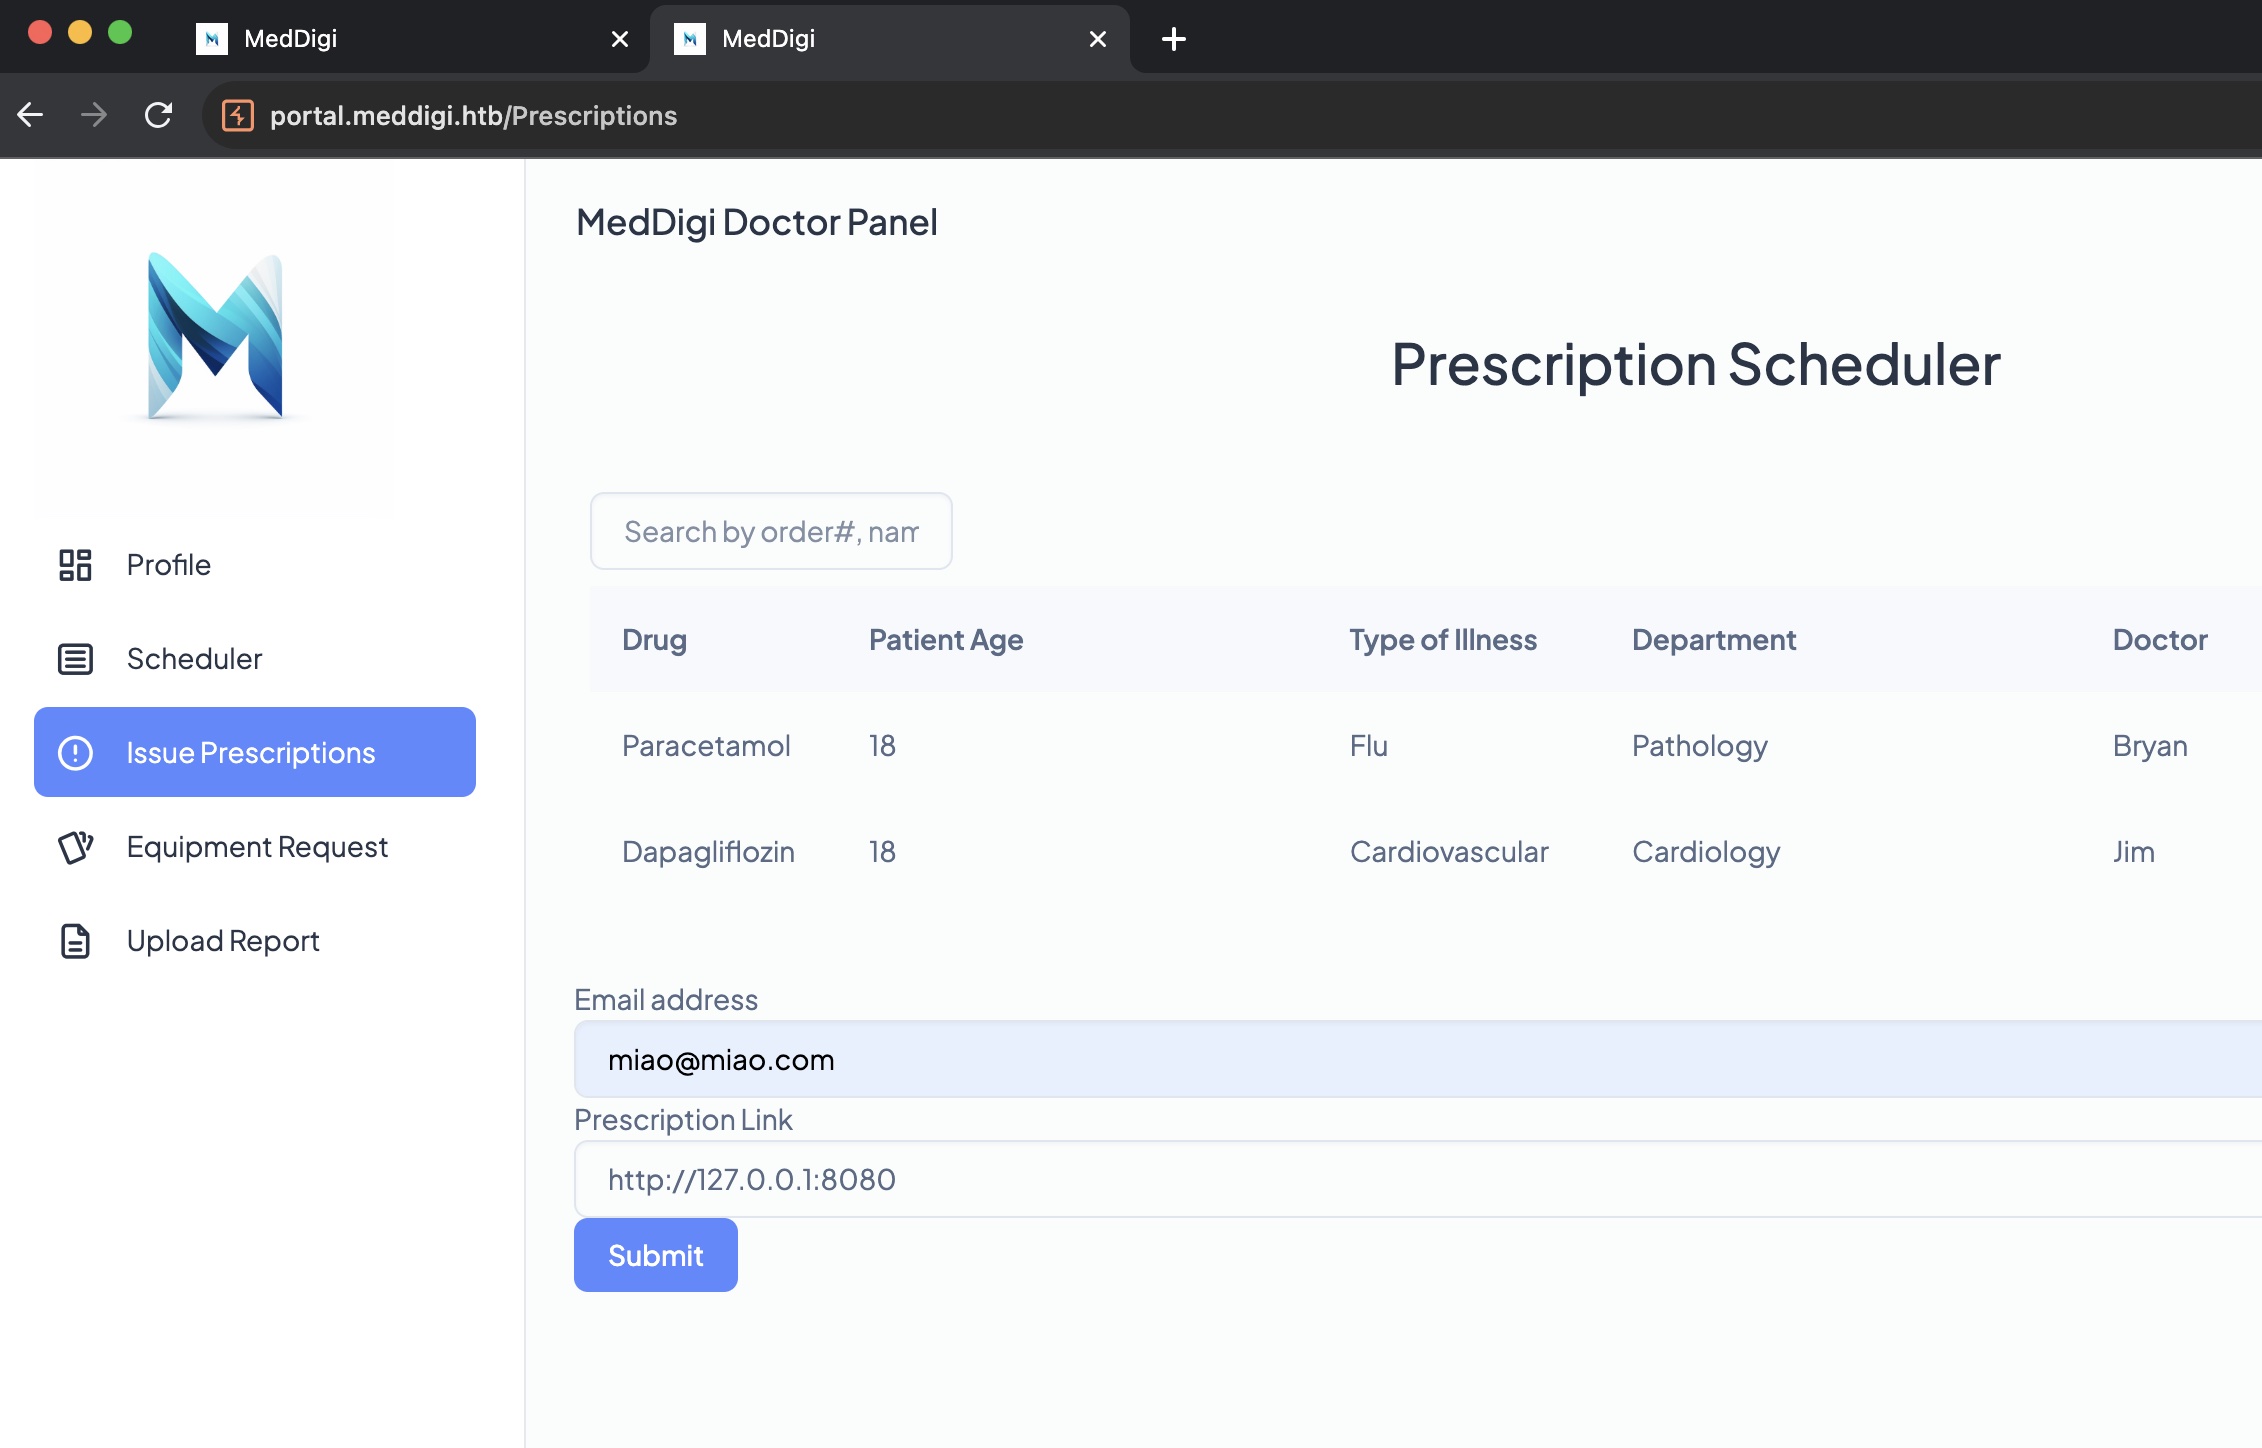 MedDigi
MedDigi
portal.meddigi.htb/Prescriptions
MedDigi Doctor Panel
Prescription Scheduler
Profile
Scheduler
Issue Prescriptions
Equipment Request
Upload Report
Search by order#, nam
Drug Patient Age Type of Illness Department Doctor
Paracetamol 18 Flu Pathology Bryan
Dapagliflozin 18 Cardiovascular Cardiology Jim
Email address
miao@miao.com
Prescription Link
http://127.0.0.1:8080
Submit